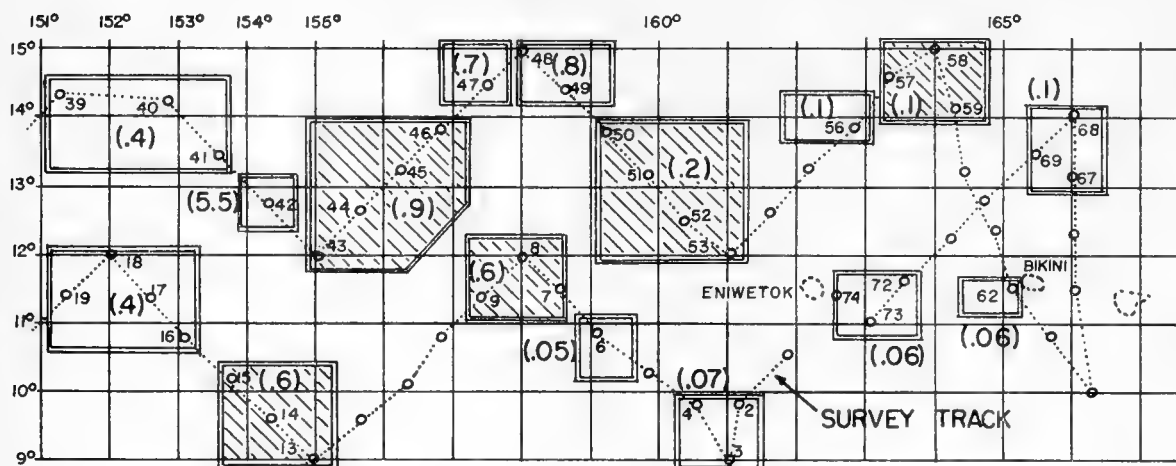 151° 152° 153° 155° 160° 165°
15°
48 58
(.7) (.8) (.1)
47 49 57 (.1) 59 (.1)
14° 39 40 68
(.4) 46 50 56 69
41 45 51 (.2) 67
13° (5.5) 42 44 (.9) 52
12° 43 53
18 8
19 (.4) 17 (.6) 9 7 ENIWETOK 74 72 73 62 BIKINI
11° 16 (.05) 6 (.06) (.06)
10° 15 (.6) (.07)
14 4 2 SURVEY TRACK
9° 13 3